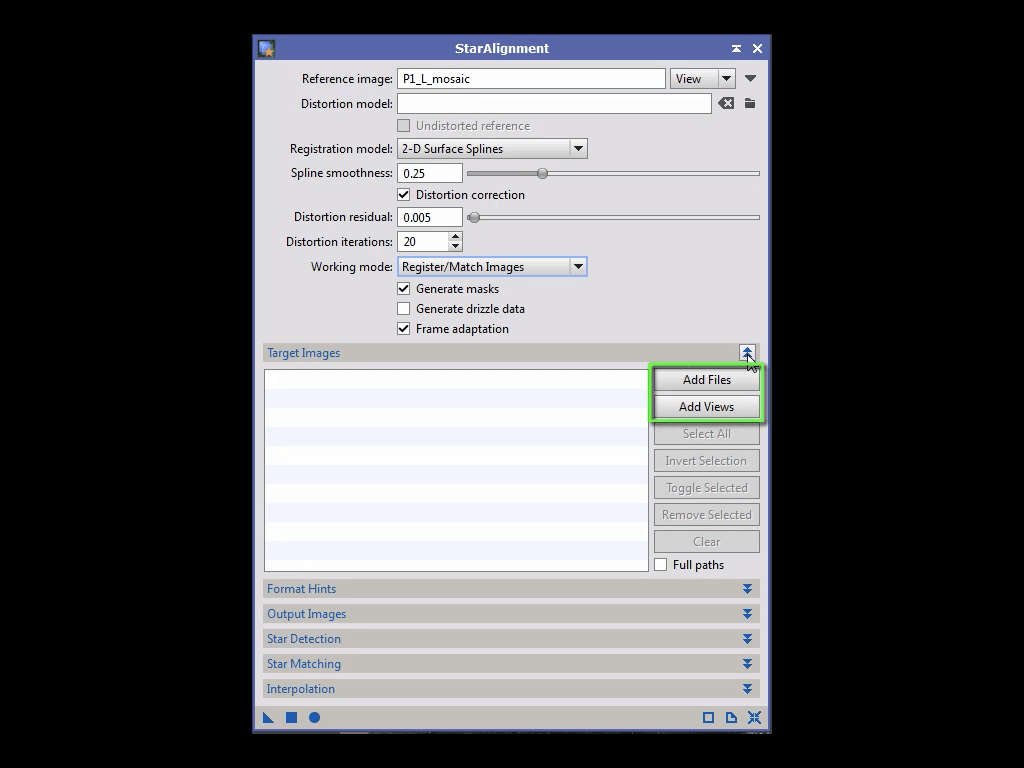 StarAlignment
Reference image: P1_L_mosaic View
Distortion model:
Undistorted reference
Registration model: 2-D Surface Splines
Spline smoothness: 0.25
Distortion correction
Distortion residual: 0.005
Distortion iterations: 20
Working mode: Register/Match Images
Generate masks
Generate drizzle data
Frame adaptation
Target Images
Add Files
Add Views
Select All
Invert Selection
Toggle Selected
Remove Selected
Clear
Full paths
Format Hints
Output Images
Star Detection
Star Matching
Interpolation